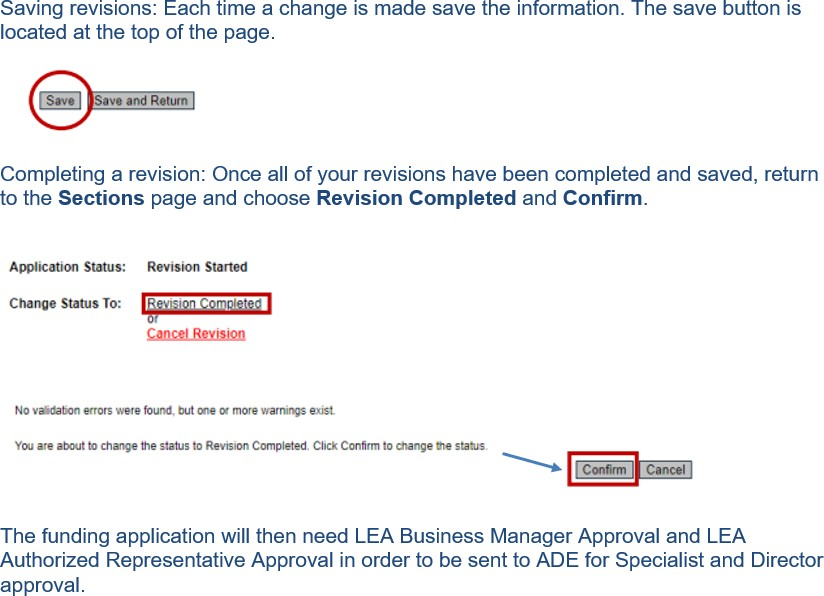 Saving revisions: Each time a change is made save the information. The save button is
located at the top of the page.
Save Save and Return
Completing a revision: Once all of your revisions have been completed and saved, return
to the Sections page and choose Revision Completed and Confirm.
Application Status: Revision Started
Change Status To: Revision Completed
or
Cancel Revision
No validation errors were found, but one or more warnings exist.
You are about to change the status to Revision Completed. Click Confirm to change the status.
Confirm Cancel
The funding application will then need LEA Business Manager Approval and LEA
Authorized Representative Approval in order to be sent to ADE for Specialist and Director
approval.